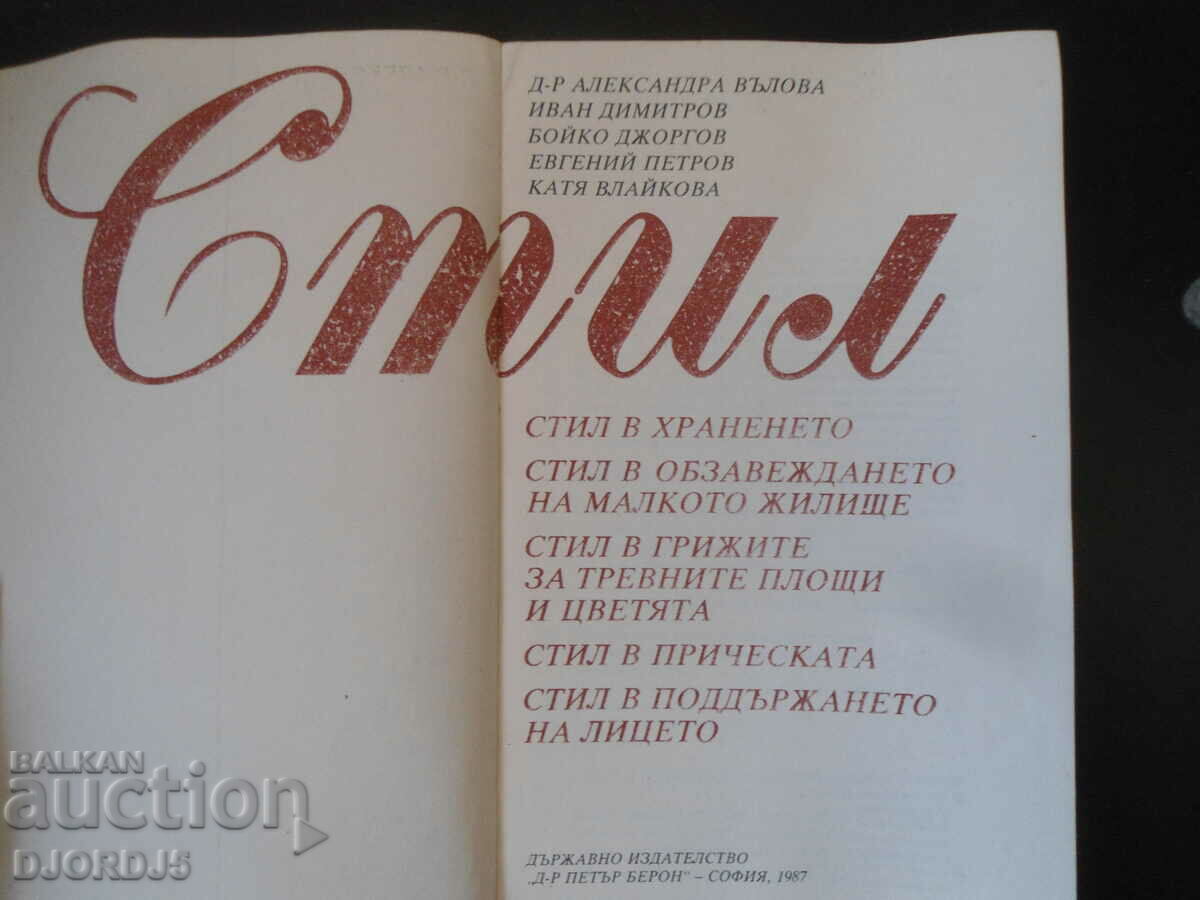 Д-Р АЛЕКСАНДРА ВЪЛОВА
ИВАН ДИМИТРОВ
БОЙКО ДЖОРГОВ
ЕВГЕНИЙ ПЕТРОВ
КАТЯ ВЛАЙКОВА
Стил
СТИЛ В ХРАНЕНЕТО
СТИЛ В ОБЗАВЕЖДАНЕТО
НА МАЛКОТО ЖИЛИЩЕ
СТИЛ В ГРИЖИТЕ
ЗА ТРЕВНИТЕ ПЛОЩИ
И ЦВЕТЯТА
СТИЛ В ПРИЧЕСКАТА
СТИЛ В ПОДДЪРЖАНЕТО
НА ЛИЦЕТО
ДЪРЖАВНО ИЗДАТЕЛСТВО
„Д-Р ПЕТЪР БЕРОН“ – СОФИЯ, 1987
BALKAN
auction
DJORDJ5